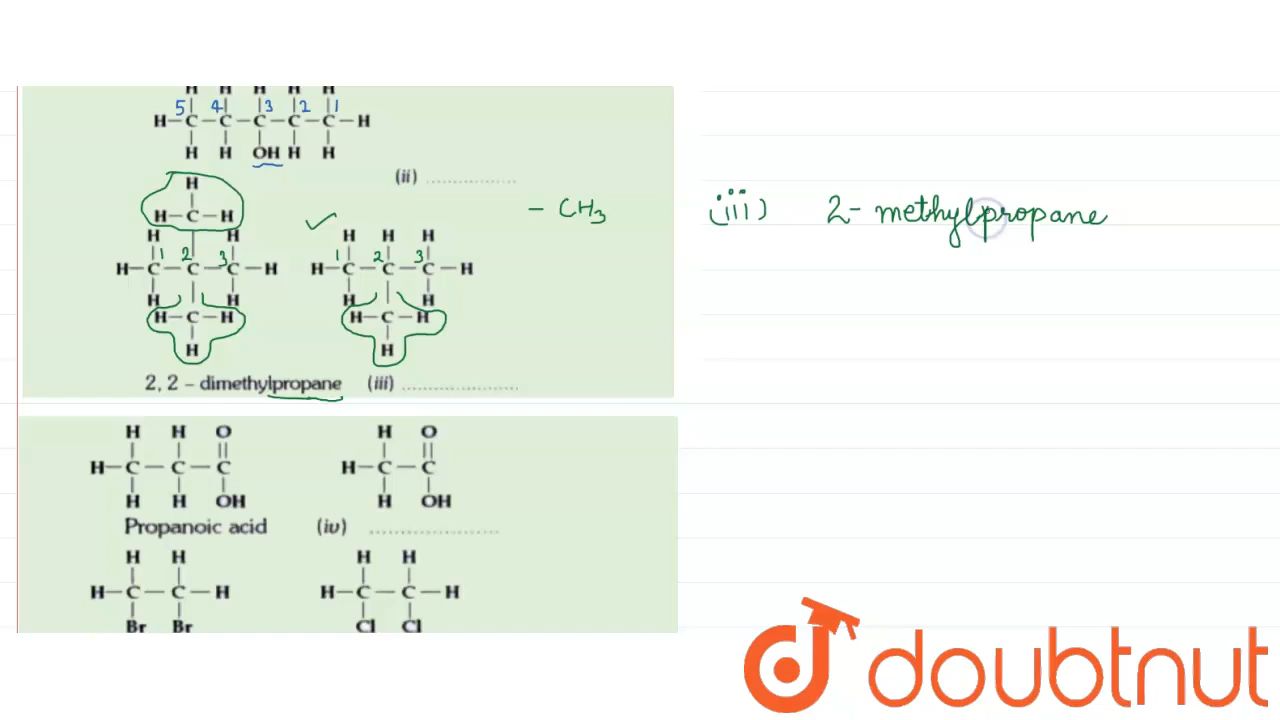 H H H H H
5 4 3 2 1
H–C–C–C–C–C–H
H H OH H H
(ii) ..................
H
H–C–H
– CH3
(iii) 2-methylpropane
H H H H H
1 2 3 1 2 3
H–C–C–C–H H–C–C–C–H
H H H H
H–C–H H–C–H
H H
2, 2 – dimethylpropane (iii) ......................
H H O H O
H–C–C–C H–C–C
H H OH H OH
Propanoic acid (iv) ......................
H H H H
H–C–C–H H–C–C–H
Br Br Cl Cl
doubtnut